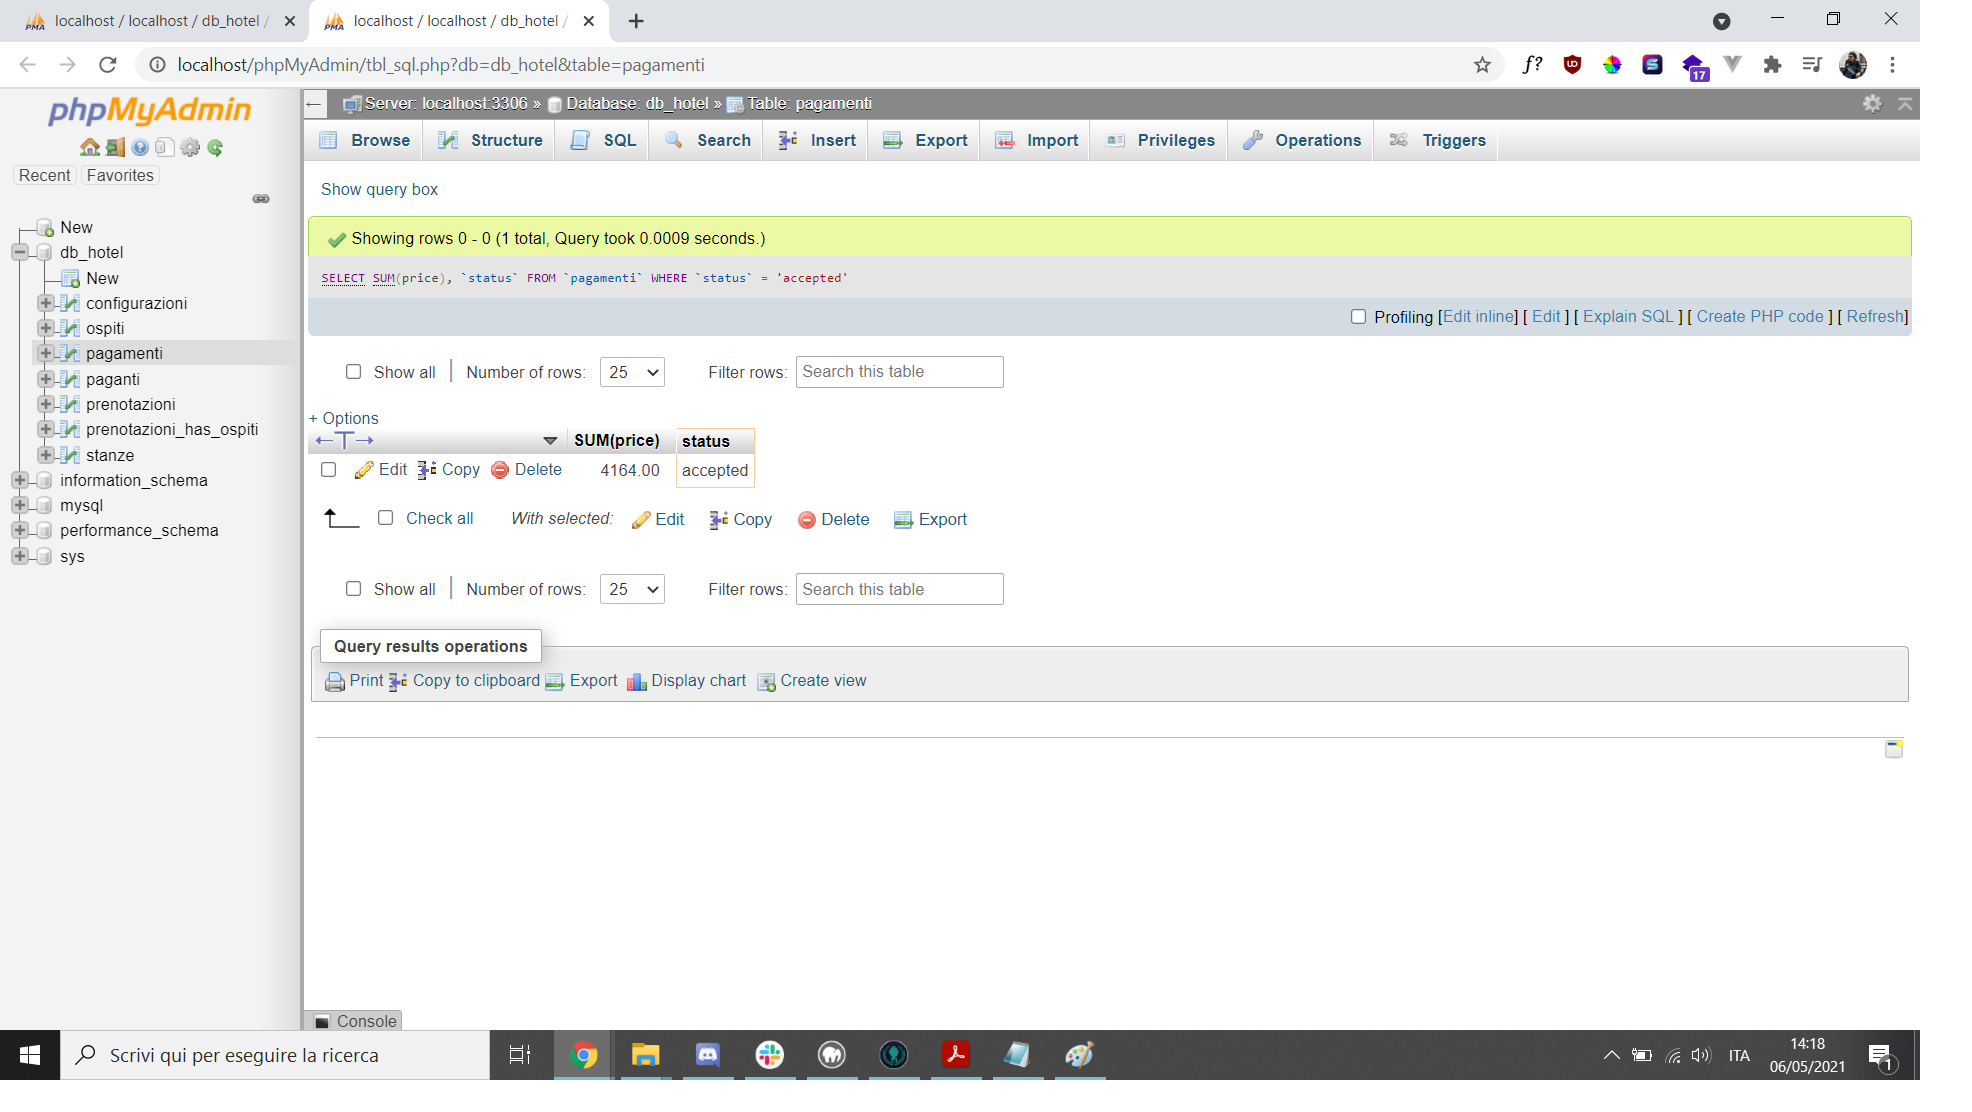 localhost / localhost / db_hotel /
localhost / localhost / db_hotel /
localhost/phpMyAdmin/tbl_sql.php?db=db_hotel&table=pagamenti
f?
17
phpMyAdmin
Recent
Favorites
New
db_hotel
New
configurazioni
ospiti
pagamenti
paganti
prenotazioni
prenotazioni_has_ospiti
stanze
information_schema
mysql
performance_schema
sys
Server: localhost:3306 » Database: db_hotel » Table: pagamenti
Browse Structure SQL Search Insert Export Import Privileges Operations Triggers
Show query box
Showing rows 0 - 0 (1 total, Query took 0.0009 seconds.)
SELECT SUM(price), `status` FROM `pagamenti` WHERE `status` = 'accepted'
Profiling [Edit inline] [ Edit ] [ Explain SQL ] [ Create PHP code ] [ Refresh]
Show all | Number of rows: 25 Filter rows: Search this table
+ Options
←T→ SUM(price) status
Edit Copy Delete 4164.00 accepted
Check all With selected: Edit Copy Delete Export
Show all | Number of rows: 25 Filter rows: Search this table
Query results operations
Print Copy to clipboard Export Display chart Create view
Console
Scrivi qui per eseguire la ricerca
ITA
14:18
06/05/2021
1